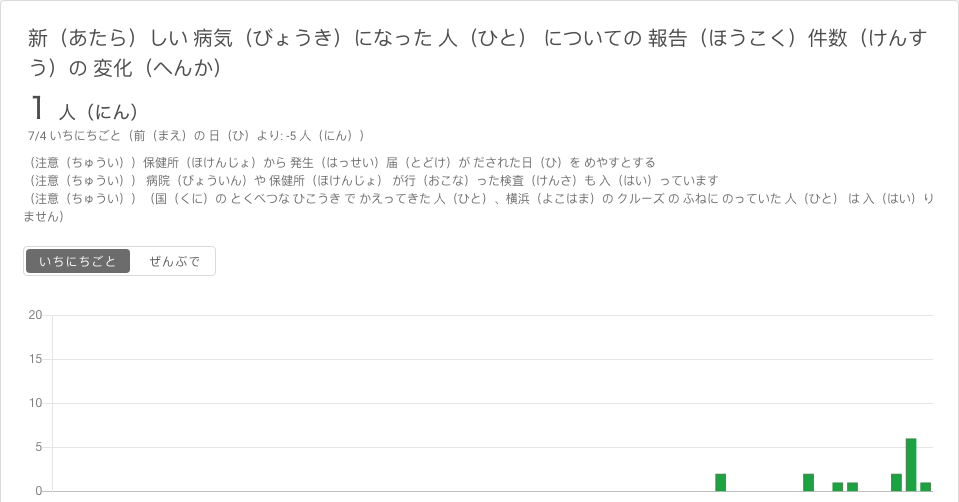 新（あたら）しい 病気（びょうき）になった 人（ひと） についての 報告（ほうこく）件数（けんす
う）の 変化（へんか）
1 人（にん）
7/4 いちにちごと（前（まえ）の 日（ひ）より: -5 人（にん））
（注意（ちゅうい））保健所（ほけんじょ）から 発生（はっせい）届（とどけ）が だされた日（ひ）を めやすとする
（注意（ちゅうい）） 病院（びょういん）や 保健所（ほけんじょ） が行（おこな）った検査（けんさ）も 入（はい）っています
（注意（ちゅうい））（国（くに）の とくべつな ひこうき で かえってきた 人（ひと）、横浜（よこはま）の クルーズ の ふねに のっていた 人（ひと） は 入（はい）り
ません）
いちにちごと ぜんぶで
20
15
10
5
0